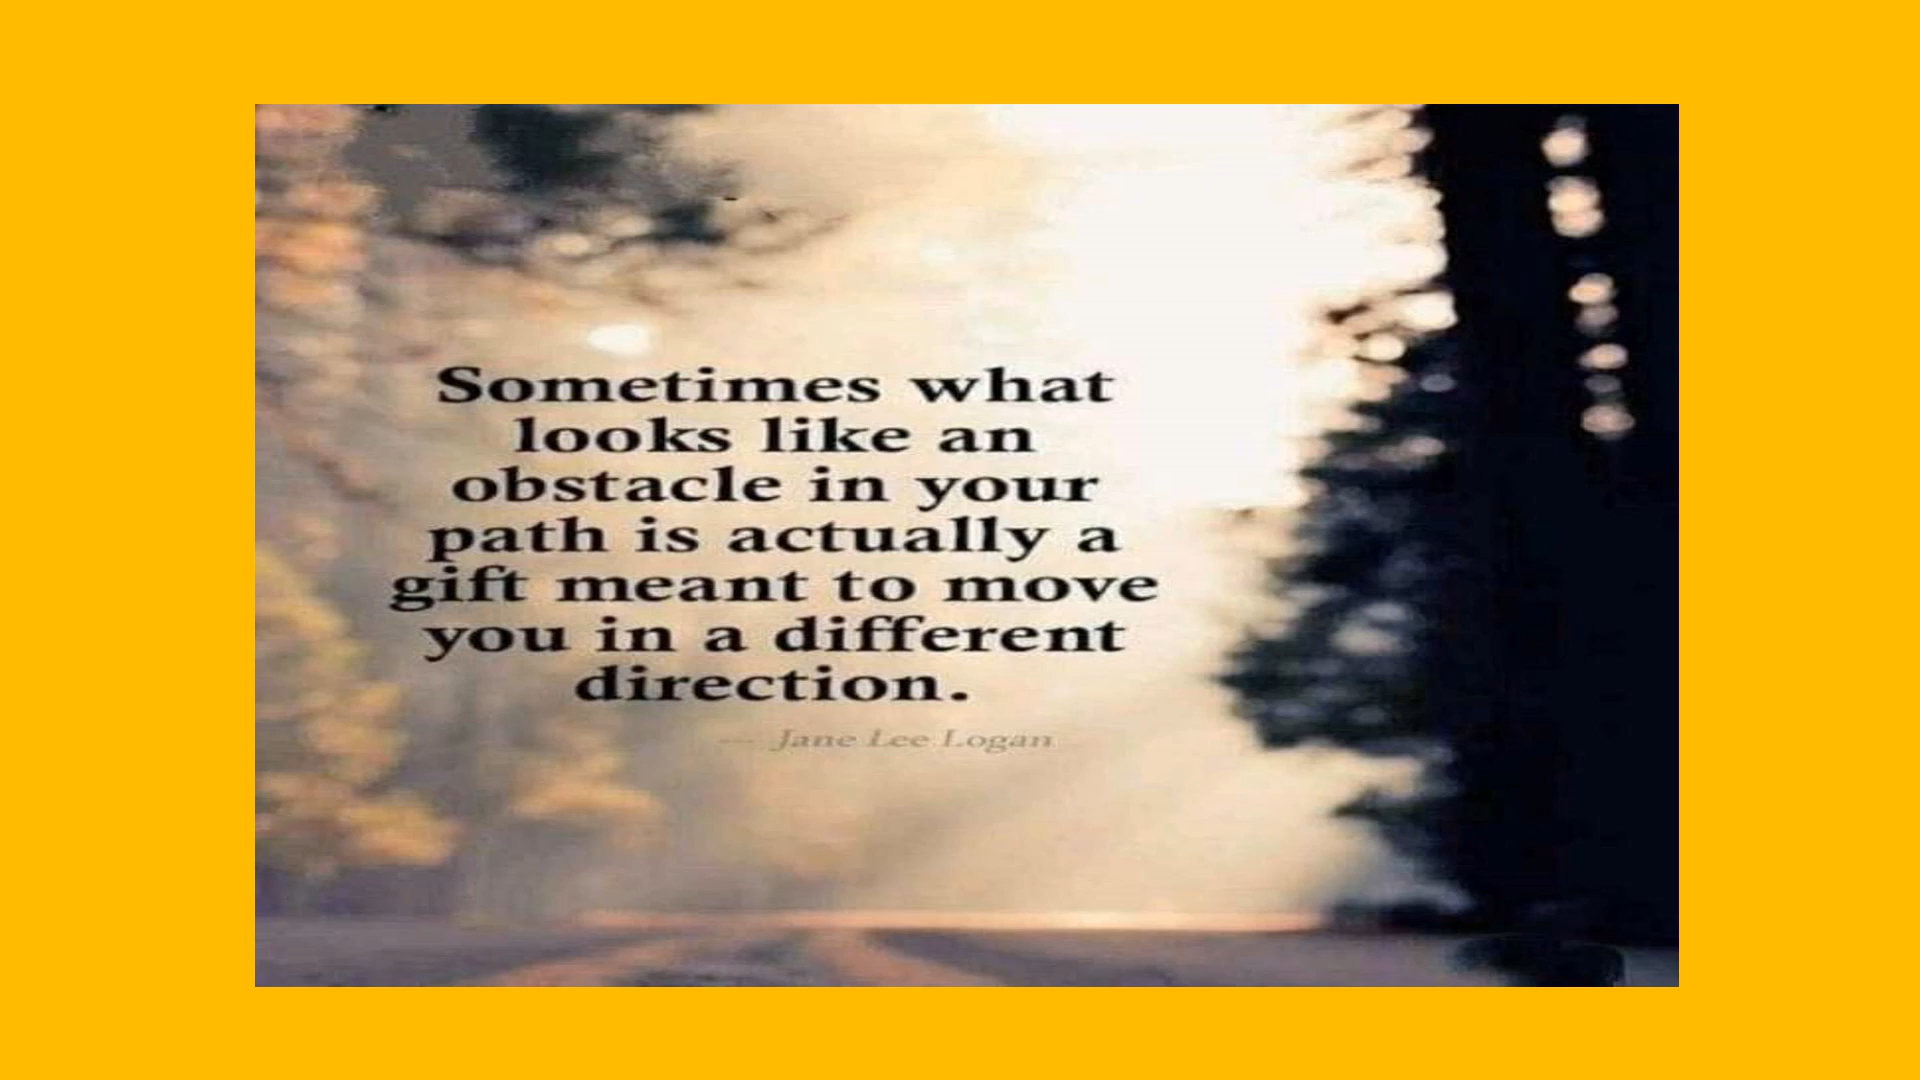 Sometimes what
looks like an
obstacle in your
path is actually a
gift meant to move
you in a different
direction.
— Jane Lee Logan